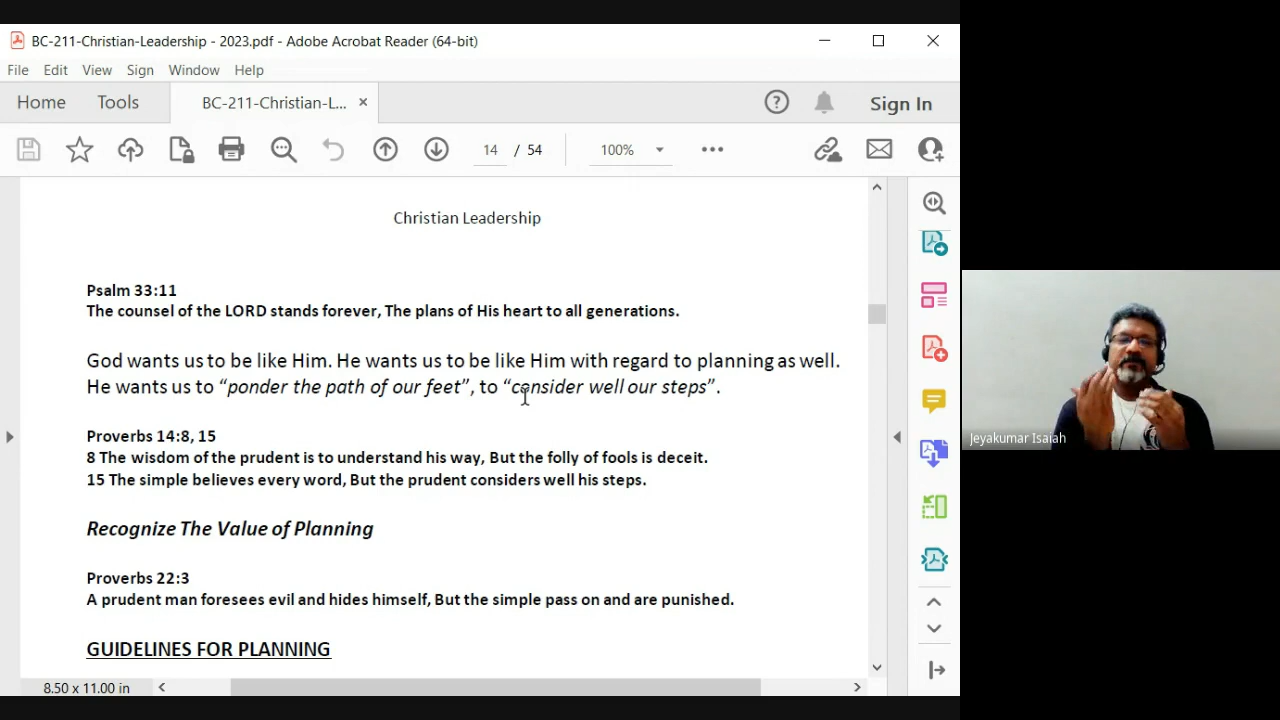 BC-211-Christian-Leadership - 2023.pdf - Adobe Acrobat Reader (64-bit)
File Edit View Sign Window Help
Home Tools BC-211-Christian-L... Sign In
14 / 54 100%
Christian Leadership
Psalm 33:11
The counsel of the LORD stands forever, The plans of His heart to all generations.
God wants us to be like Him. He wants us to be like Him with regard to planning as well.
He wants us to “ponder the path of our feet”, to “consider well our steps”.
Proverbs 14:8, 15
8 The wisdom of the prudent is to understand his way, But the folly of fools is deceit.
15 The simple believes every word, But the prudent considers well his steps.
Recognize The Value of Planning
Proverbs 22:3
A prudent man foresees evil and hides himself, But the simple pass on and are punished.
GUIDELINES FOR PLANNING
8.50 x 11.00 in
Jeyakumar Isaiah